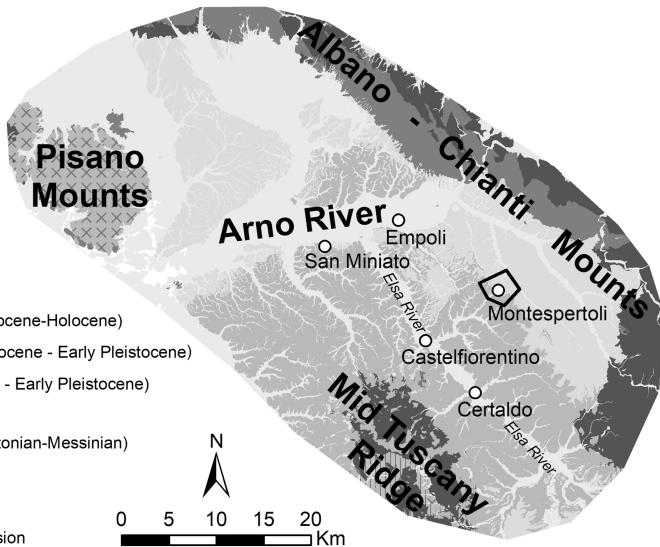 Albano - Chianti Mounts
Pisano
Mounts
Arno River
Empoli
San Miniato
Elsa River
Montespertoli
Castelfiorentino
Mid Tuscany
Ridge
Certaldo
Elsa River
ocene-Holocene)
ocene - Early Pleistocene)
- Early Pleistocene)
tonian-Messinian)
sion
N
0 5 10 15 20
Km